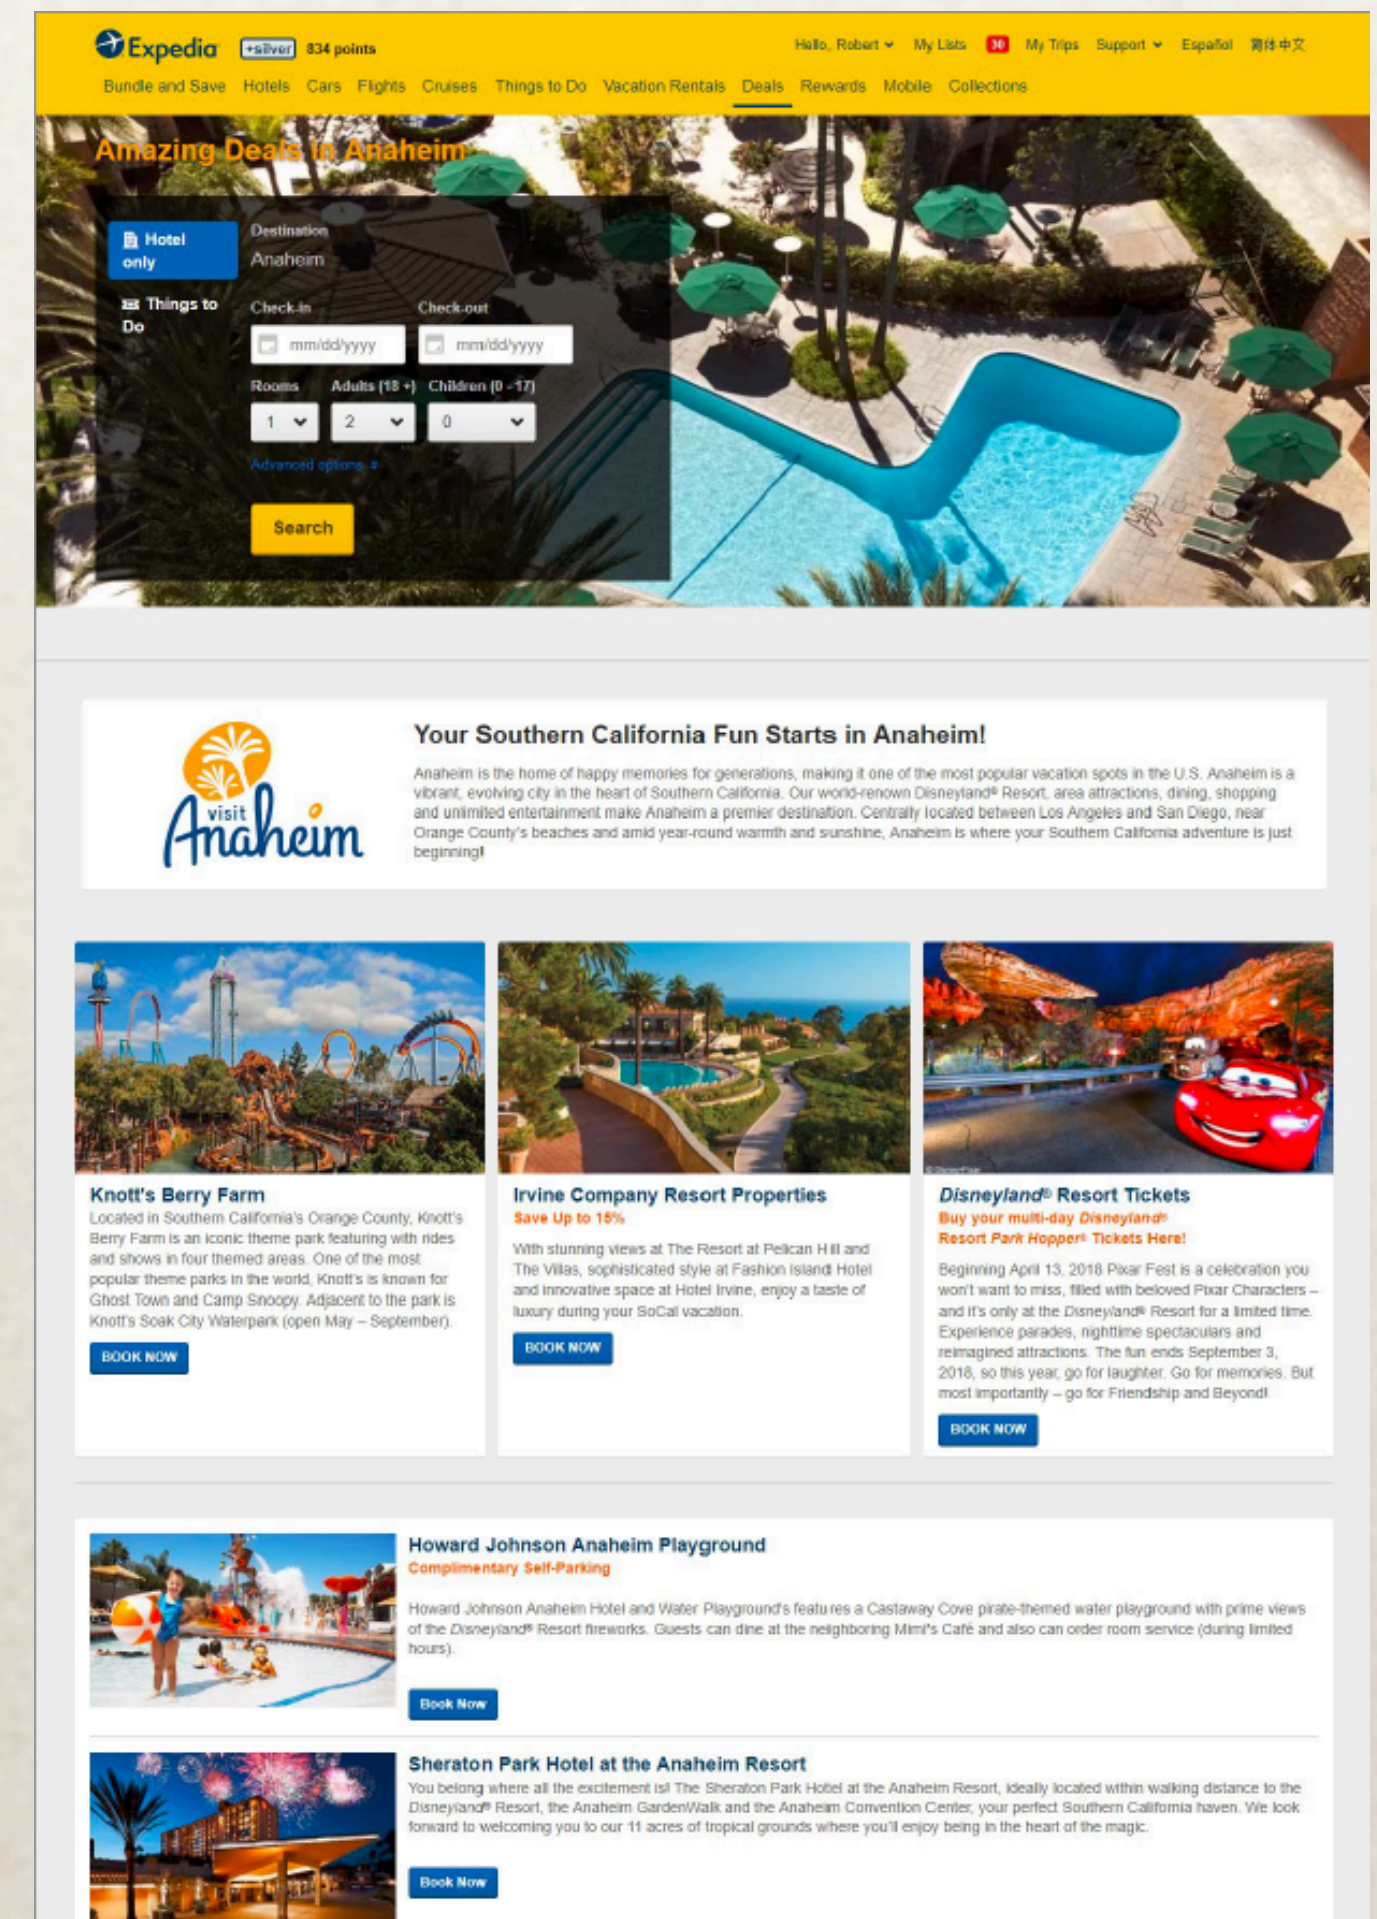 Expedia +silver 834 points Hello, Robert My Lists 30 My Trips Support Español 简体中文
Bundle and Save Hotels Cars Flights Cruises Things to Do Vacation Rentals Deals Rewards Mobile Collections
Amazing Deals in Anaheim
Hotel
only
Things to
Do
Destination
Anaheim
Check-in Check-out
mm/dd/yyyy mm/dd/yyyy
Rooms Adults (18 +) Children (0 - 17)
1 2 0
Advanced options
Search
visit
Anaheim
Your Southern California Fun Starts in Anaheim!
Anaheim is the home of happy memories for generations, making it one of the most popular vacation spots in the U.S. Anaheim is a
vibrant, evolving city in the heart of Southern California. Our world-renown Disneyland® Resort, area attractions, dining, shopping
and unlimited entertainment make Anaheim a premier destination. Centrally located between Los Angeles and San Diego, near
Orange County's beaches and amid year-round warmth and sunshine, Anaheim is where your Southern California adventure is just
beginning!
Knott's Berry Farm
Located in Southern California's Orange County, Knott's
Berry Farm is an iconic theme park featuring with rides
and shows in four themed areas. One of the most
popular theme parks in the world, Knott's is known for
Ghost Town and Camp Snoopy. Adjacent to the park is
Knott's Soak City Waterpark (open May – September).
BOOK NOW
Irvine Company Resort Properties
Save Up to 15%
With stunning views at The Resort at Pelican Hill and
The Villas, sophisticated style at Fashion Island Hotel
and innovative space at Hotel Irvine, enjoy a taste of
luxury during your SoCal vacation.
BOOK NOW
©Disney•Pixar
Disneyland® Resort Tickets
Buy your multi-day Disneyland®
Resort Park Hopper® Tickets Here!
Beginning April 13, 2018 Pixar Fest is a celebration you
won't want to miss, filled with beloved Pixar Characters –
and it's only at the Disneyland® Resort for a limited time.
Experience parades, nighttime spectaculars and
reimagined attractions. The fun ends September 3,
2018, so this year, go for laughter. Go for memories. But
most importantly – go for Friendship and Beyond!
BOOK NOW
Howard Johnson Anaheim Playground
Complimentary Self-Parking
Howard Johnson Anaheim Hotel and Water Playground's features a Castaway Cove pirate-themed water playground with prime views
of the Disneyland® Resort fireworks. Guests can dine at the neighboring Mimi's Café and also can order room service (during limited
hours).
Book Now
Sheraton Park Hotel at the Anaheim Resort
You belong where all the excitement is! The Sheraton Park Hotel at the Anaheim Resort, ideally located within walking distance to the
Disneyland® Resort, the Anaheim GardenWalk and the Anaheim Convention Center, your perfect Southern California haven. We look
forward to welcoming you to our 11 acres of tropical grounds where you'll enjoy being in the heart of the magic.
Book Now